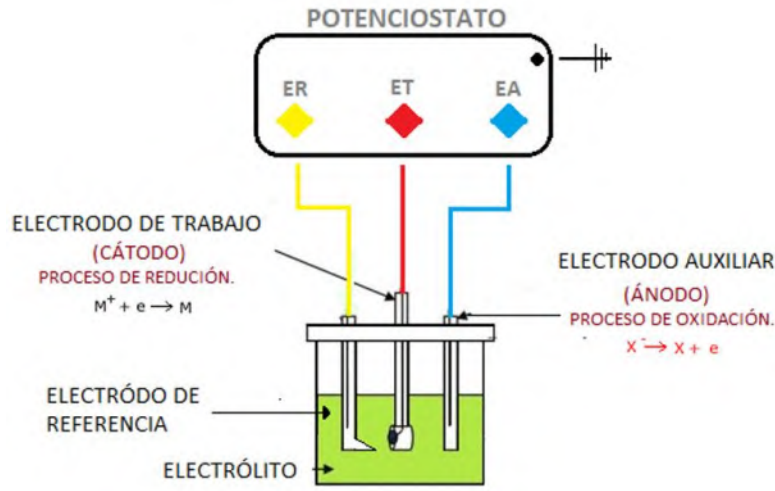 POTENCIOSTATO
ER ET EA
ELECTRODO DE TRABAJO
(CÁTODO)
PROCESO DE REDUCIÓN.
M⁺ + e → M
ELECTRODO AUXILIAR
(ÁNODO)
PROCESO DE OXIDACIÓN.
X⁻ → X + e
ELECTRÓDO DE
REFERENCIA
ELECTRÓLITO